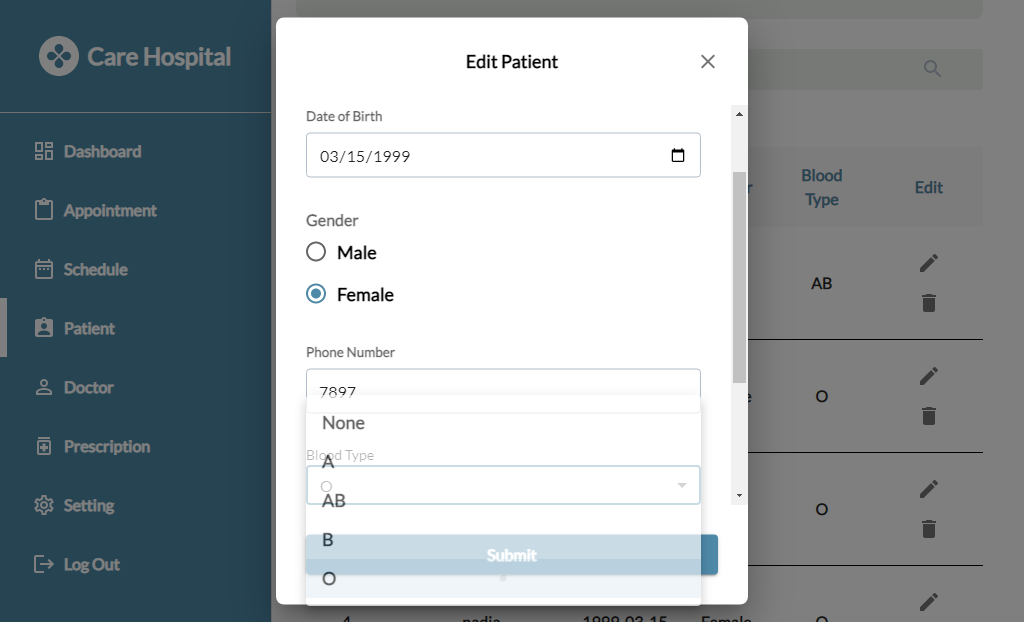 Care Hospital
Dashboard
Appointment
Schedule
Patient
Doctor
Prescription
Setting
Log Out
Edit Patient
Date of Birth
03/15/1999
Gender
Male
Female
Phone Number
7897
Blood Type
O
None
A
AB
B
O
Submit
Blood
Type
Edit
AB
O
O
4
nadia
1999-03-15
Female
O